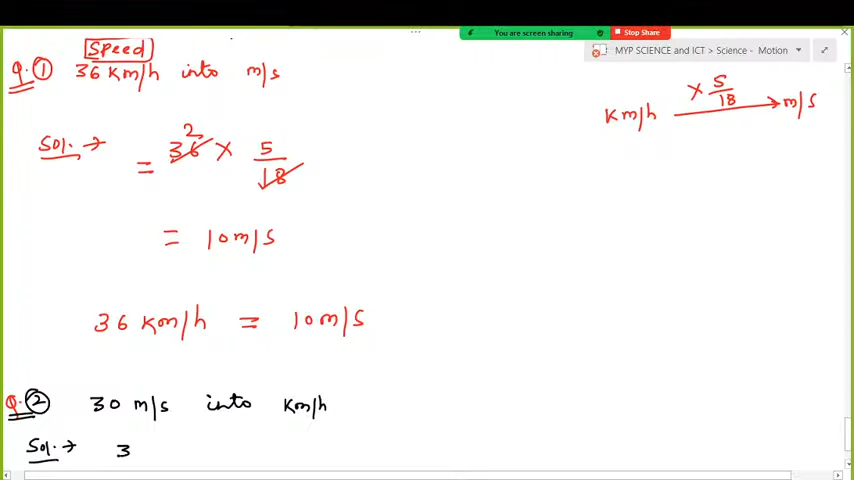 You are screen sharing Stop Share
MYP SCIENCE and ICT > Science - Motion
Speed
Q. 1 36 Km/h into m/s
Km/h × 5/18 → m/s
Sol. → = 36 × 5/18
2
= 10 m/s
36 Km/h = 10 m/s
Q. 2 30 m/s into Km/h
Sol. → 3